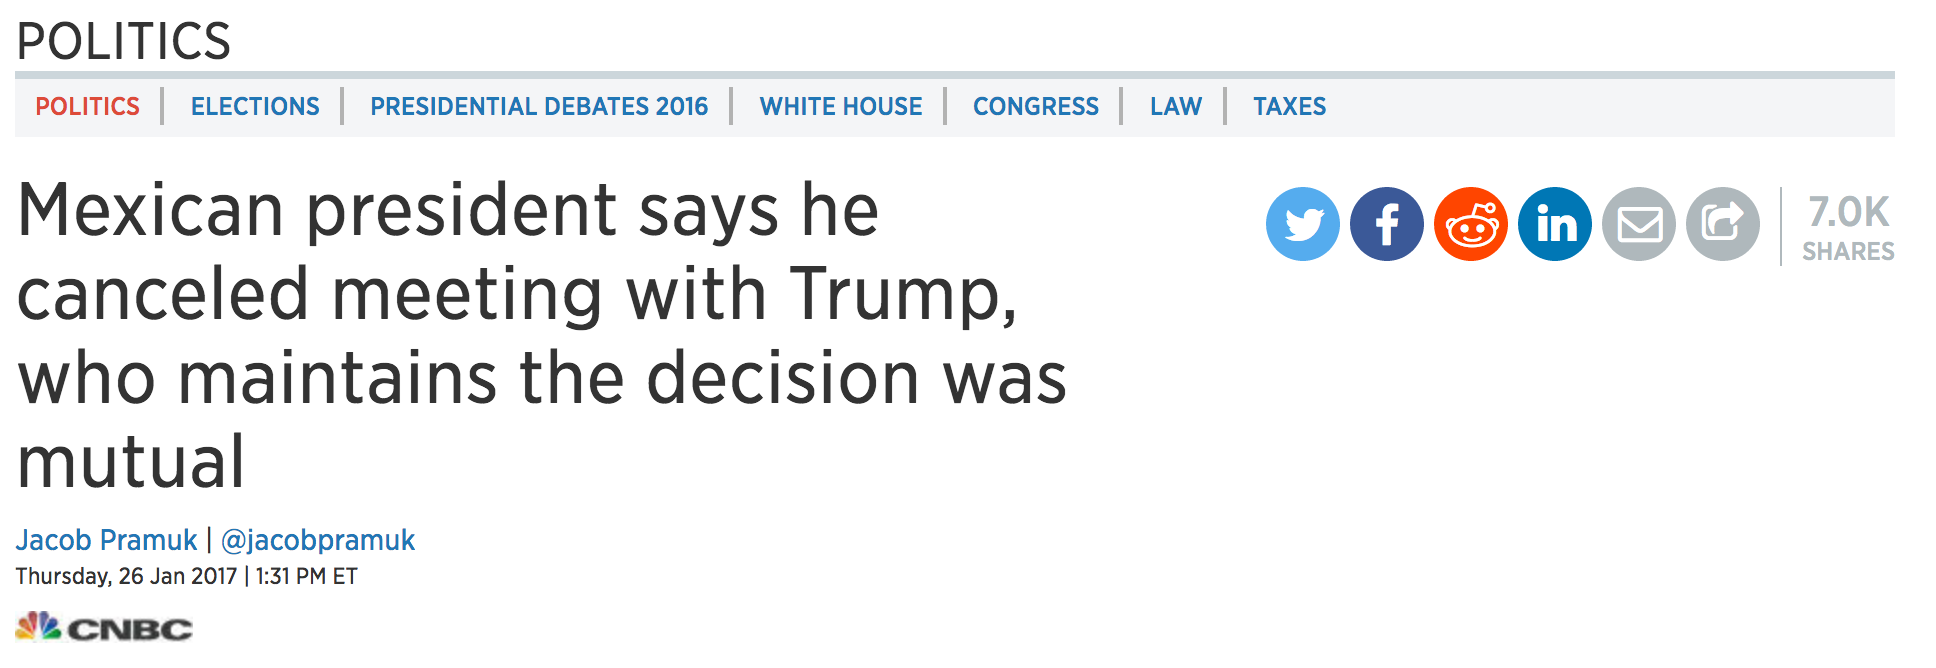 POLITICS
POLITICS | ELECTIONS | PRESIDENTIAL DEBATES 2016 | WHITE HOUSE | CONGRESS | LAW | TAXES
Mexican president says he
canceled meeting with Trump,
who maintains the decision was
mutual
in
7.0K
SHARES
Jacob Pramuk | @jacobpramuk
Thursday, 26 Jan 2017 | 1:31 PM ET
CNBC